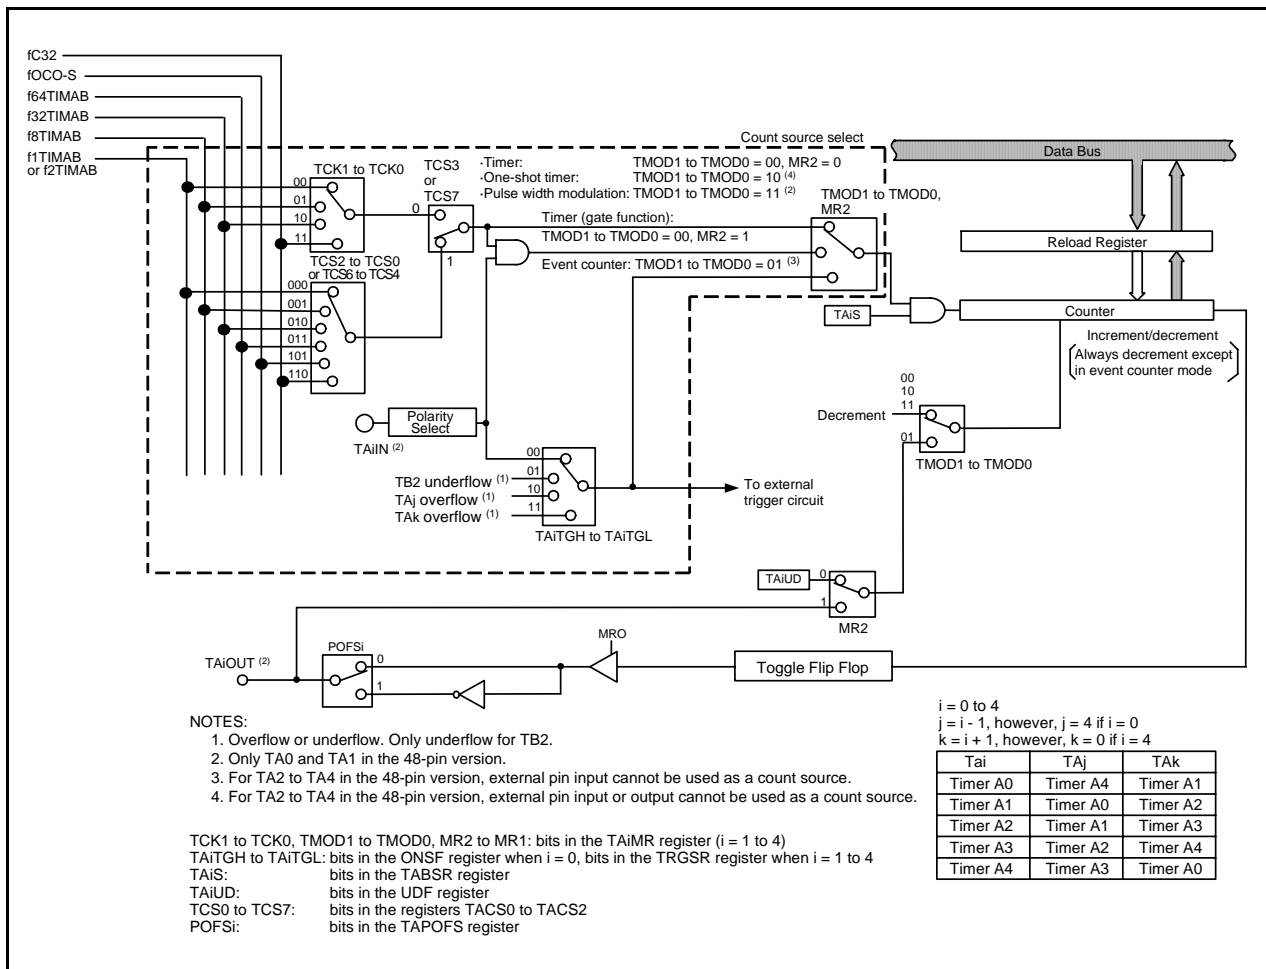 fC32
fOCO-S
f64TIMAB
f32TIMAB
f8TIMAB
f1TIMAB
or f2TIMAB
Count source select
TCK1 to TCK0
00
01
10
11
TCS2 to TCS0
or TCS6 to TCS4
000
001
010
011
101
110
TCS3
or
TCS7
0
1
·Timer: TMOD1 to TMOD0 = 00, MR2 = 0
·One-shot timer: TMOD1 to TMOD0 = 10 (4)
·Pulse width modulation: TMOD1 to TMOD0 = 11 (2)
Timer (gate function):
TMOD1 to TMOD0 = 00, MR2 = 1
Event counter: TMOD1 to TMOD0 = 01 (3)
TMOD1 to TMOD0,
MR2
Data Bus
Reload Register
Counter
TAiS
Increment/decrement
Always decrement except
in event counter mode
00
10
11
Decrement
01
TMOD1 to TMOD0
Polarity
Select
TAiIN (2)
00
01
10
11
TB2 underflow (1)
TAj overflow (1)
TAk overflow (1)
TAiTGH to TAiTGL
To external
trigger circuit
TAiUD
0
1
MR2
MRO
POFSi
0
1
TAiOUT (2)
Toggle Flip Flop
NOTES:
1. Overflow or underflow. Only underflow for TB2.
2. Only TA0 and TA1 in the 48-pin version.
3. For TA2 to TA4 in the 48-pin version, external pin input cannot be used as a count source.
4. For TA2 to TA4 in the 48-pin version, external pin input or output cannot be used as a count source.
i = 0 to 4
j = i - 1, however, j = 4 if i = 0
k = i + 1, however, k = 0 if i = 4
Tai TAj TAk
Timer A0 Timer A4 Timer A1
Timer A1 Timer A0 Timer A2
Timer A2 Timer A1 Timer A3
Timer A3 Timer A2 Timer A4
Timer A4 Timer A3 Timer A0
TCK1 to TCK0, TMOD1 to TMOD0, MR2 to MR1: bits in the TAiMR register (i = 1 to 4)
TAiTGH to TAiTGL: bits in the ONSF register when i = 0, bits in the TRGSR register when i = 1 to 4
TAiS: bits in the TABSR register
TAiUD: bits in the UDF register
TCS0 to TCS7: bits in the registers TACS0 to TACS2
POFSi: bits in the TAPOFS register